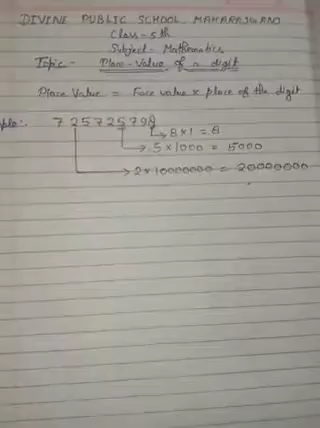 DIVINE PUBLIC SCHOOL MAHARAJGANJ
Class - 5th
Subject - Mathematics
Topic - Place-Value of a digit
Place Value = Face value × place of the digit
ple:- 725725798
→ 8×1 = 8
→ 5×1000 = 5000
→ 2×10000000 = 20000000